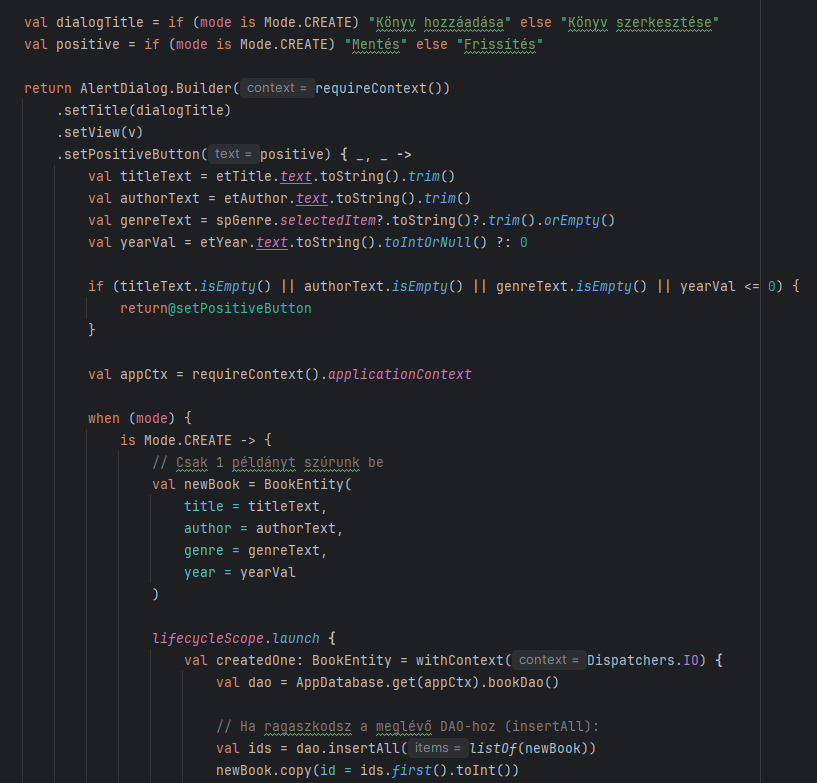 val dialogTitle = if (mode is Mode.CREATE) "Könyv hozzáadása" else "Könyv szerkesztése"
val positive = if (mode is Mode.CREATE) "Mentés" else "Frissítés"
return AlertDialog.Builder( context = requireContext())
.setTitle(dialogTitle)
.setView(v)
.setPositiveButton( text = positive) { _, _ ->
val titleText = etTitle.text.toString().trim()
val authorText = etAuthor.text.toString().trim()
val genreText = spGenre.selectedItem?.toString()?.trim().orEmpty()
val yearVal = etYear.text.toString().toIntOrNull() ?: 0
if (titleText.isEmpty() || authorText.isEmpty() || genreText.isEmpty() || yearVal <= 0) {
return@setPositiveButton
}
val appCtx = requireContext().applicationContext
when (mode) {
is Mode.CREATE -> {
// Csak 1 példányt szúrunk be
val newBook = BookEntity(
title = titleText,
author = authorText,
genre = genreText,
year = yearVal
)
lifecycleScope.launch {
val createdOne: BookEntity = withContext( context = Dispatchers.IO) {
val dao = AppDatabase.get(appCtx).bookDao()
// Ha ragaszkodsz a meglévő DAO-hoz (insertAll):
val ids = dao.insertAll( items = listOf(newBook))
newBook.copy(id = ids.first().toInt())